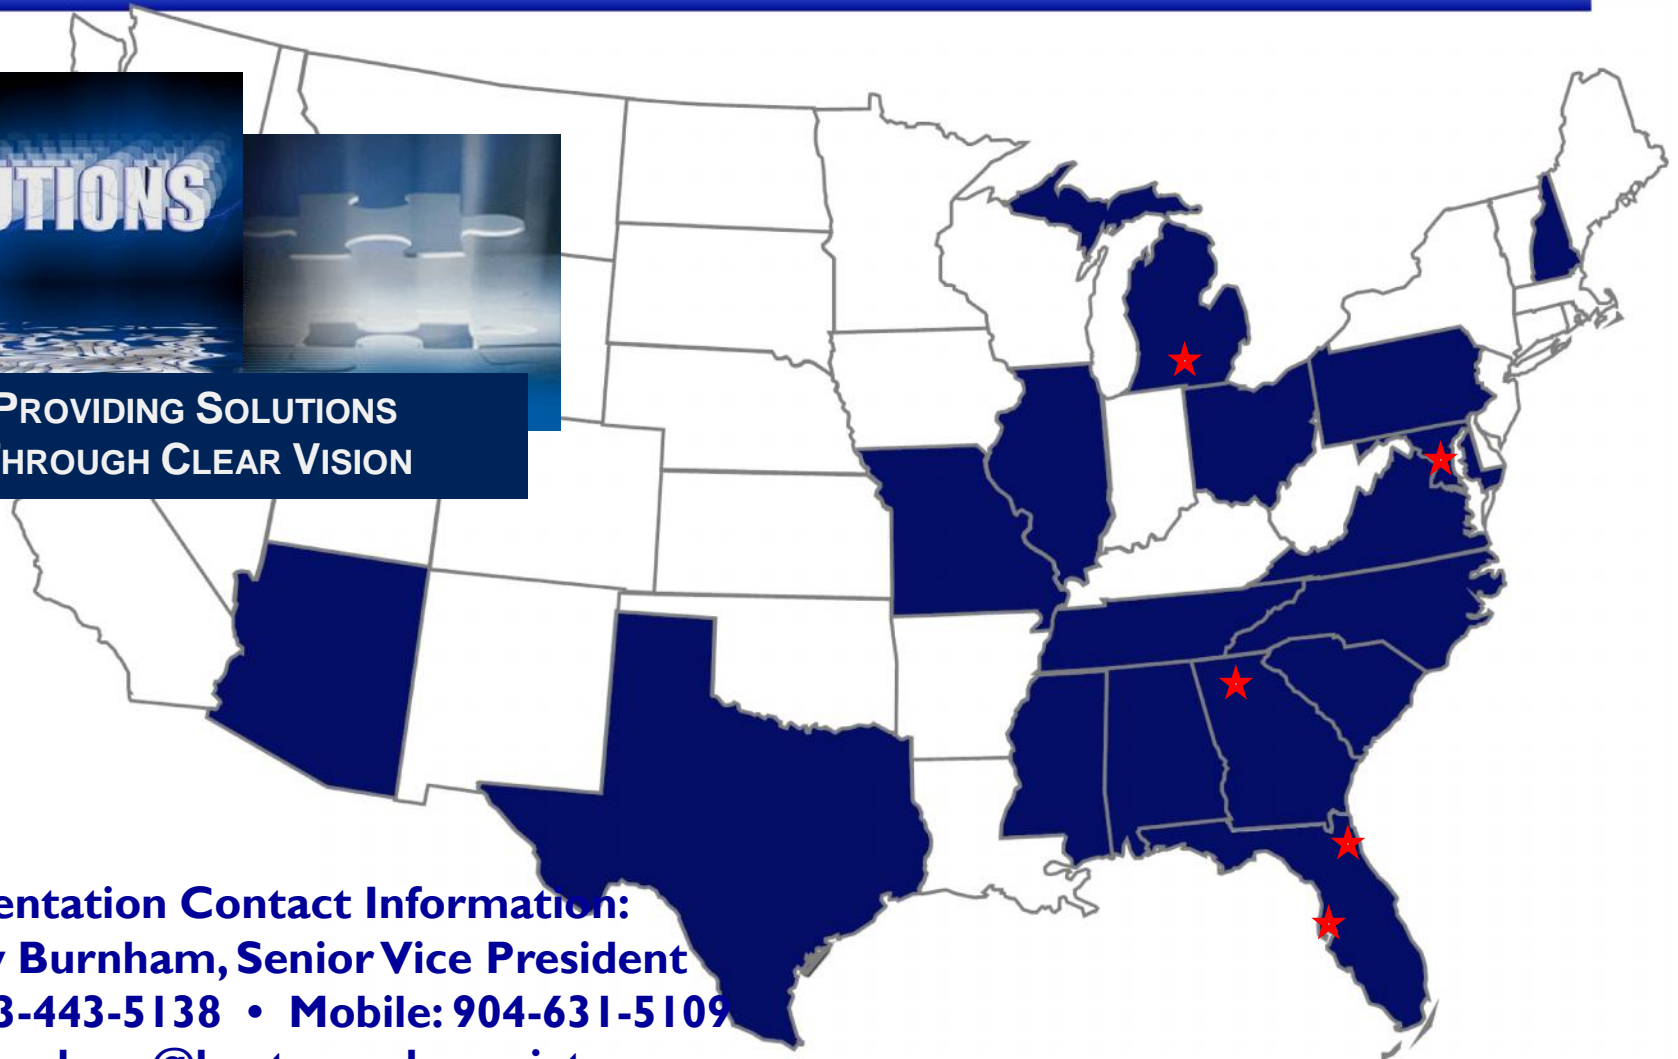 UTIONS
PROVIDING SOLUTIONS
THROUGH CLEAR VISION
entation Contact Information:
Burnham, Senior Vice President
3-443-5138 • Mobile: 904-631-5109